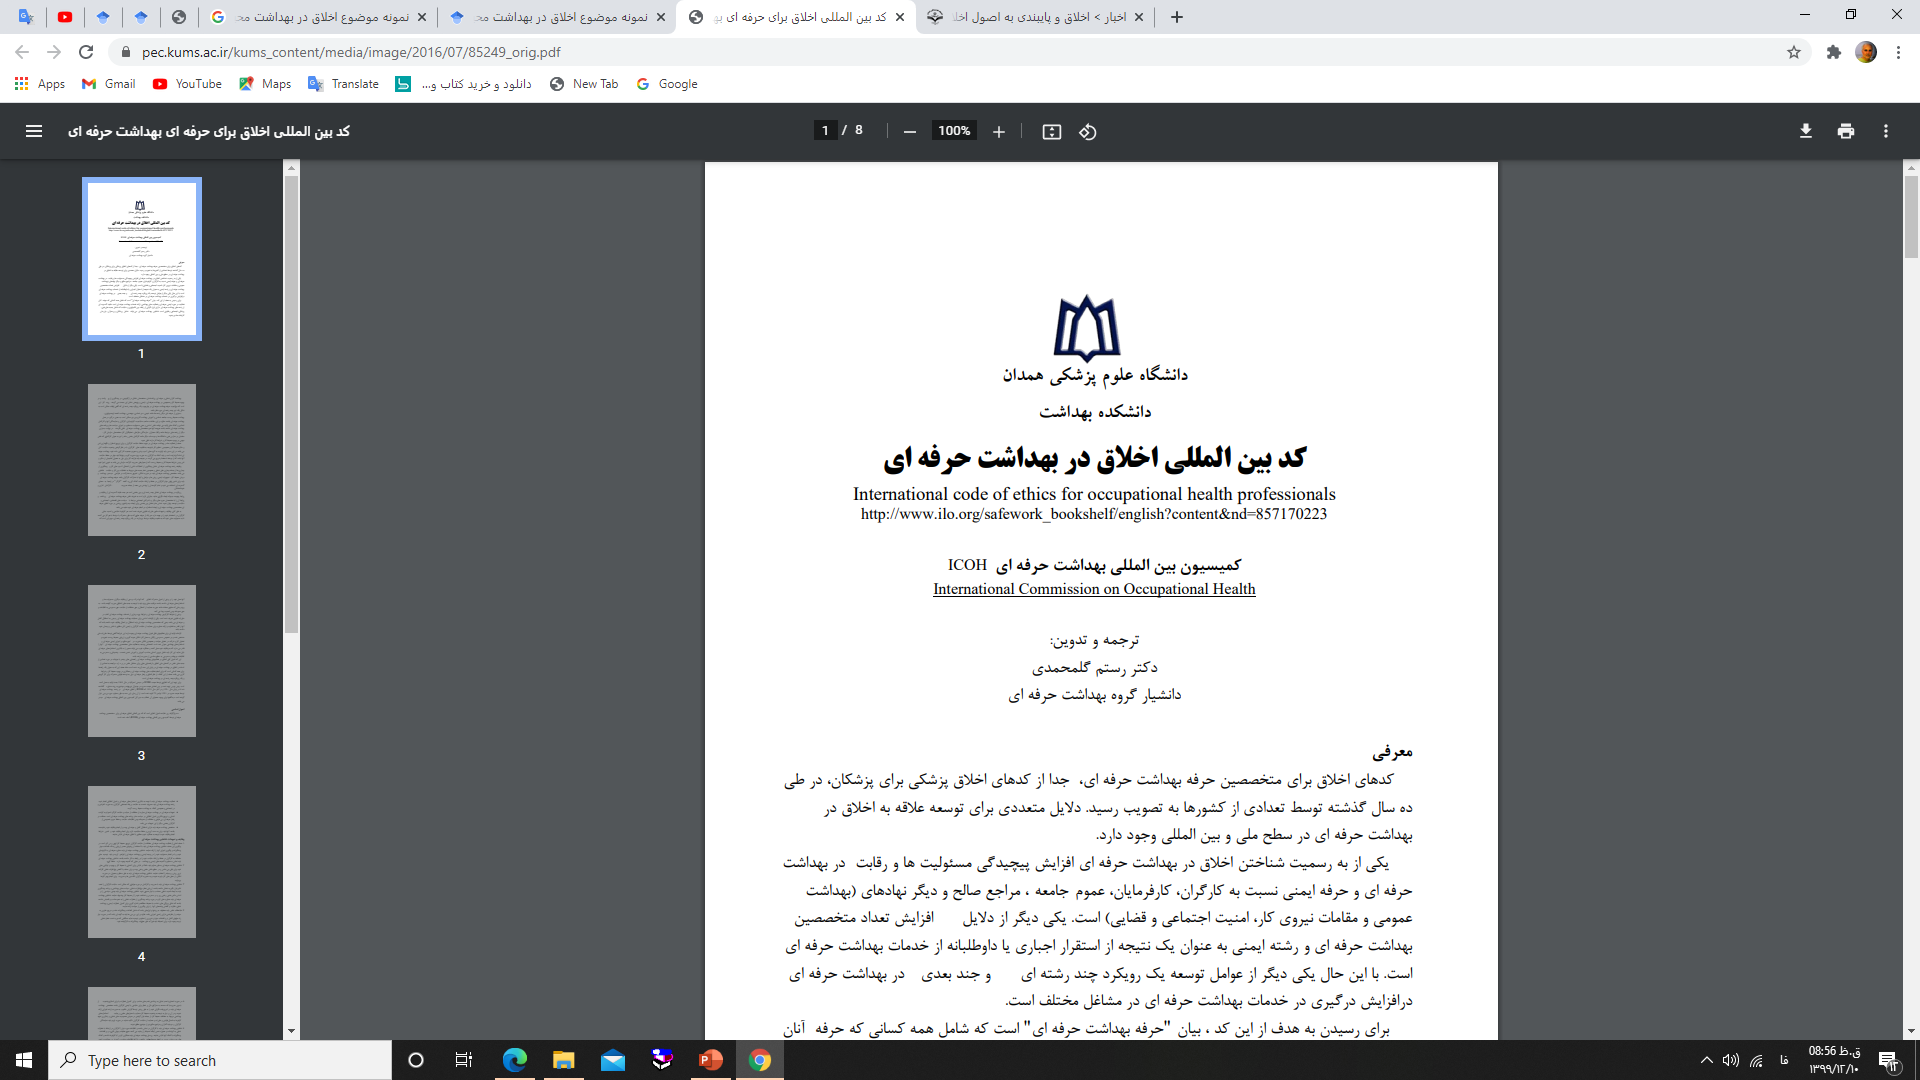 نمونه موضوع اخلاق در بهداشت
نمونه موضوع اخلاق در بهداشت
کد بین المللی اخلاق برای حرفه ای
اخبار > اخلاق و پایبندی به اصول
pec.kums.ac.ir/kums_content/media/image/2016/07/85249_orig.pdf
Apps Gmail YouTube Maps Translate دانلود و خرید کتاب و... New Tab Google
کد بین المللی اخلاق برای حرفه ای بهداشت حرفه ای
1 / 8
100%
1
2
3
4
دانشگاه علوم پزشکی همدان
دانشکده بهداشت
کد بین المللی اخلاق در بهداشت حرفه ای
International code of ethics for occupational health professionals
http://www.ilo.org/safework_bookshelf/english?content&nd=857170223
کمیسیون بین المللی بهداشت حرفه ای ICOH
International Commission on Occupational Health
ترجمه و تدوین:
دکتر رستم گلمحمدی
دانشیار گروه بهداشت حرفه ای
معرفی
کدهای اخلاق برای متخصصین حرفه بهداشت حرفه ای، جدا از کدهای اخلاق پزشکی برای پزشکان، در طی
ده سال گذشته توسط تعدادی از کشورها به تصویب رسید. دلایل متعددی برای توسعه علاقه به اخلاق در
بهداشت حرفه ای در سطح ملی و بین المللی وجود دارد.
یکی از به رسمیت شناختن اخلاق در بهداشت حرفه ای افزایش پیچیدگی مسئولیت ها و رقابت در بهداشت
حرفه ای و حرفه ایمنی نسبت به کارگران، کارفرمایان، عموم جامعه ، مراجع صالح و دیگر نهادهای (بهداشت
عمومی و مقامات نیروی کار، امنیت اجتماعی و قضایی) است. یکی دیگر از دلایل افزایش تعداد متخصصین
بهداشت حرفه ای و رشته ایمنی به عنوان یک نتیجه از استقرار اجباری یا داوطلبانه از خدمات بهداشت حرفه ای
است. با این حال یکی دیگر از عوامل توسعه یک رویکرد چند رشته ای و جند بعدی در بهداشت حرفه ای
درافزایش درگیری در خدمات بهداشت حرفه ای در مشاغل مختلف است.
برای رسیدن به هدف از این کد ، بیان "حرفه بهداشت حرفه ای" است که شامل همه کسانی که حرفه آنان
Type here to search
فا
08:56 ق.ظ
۱۳۹۹/۱۲/۱۰